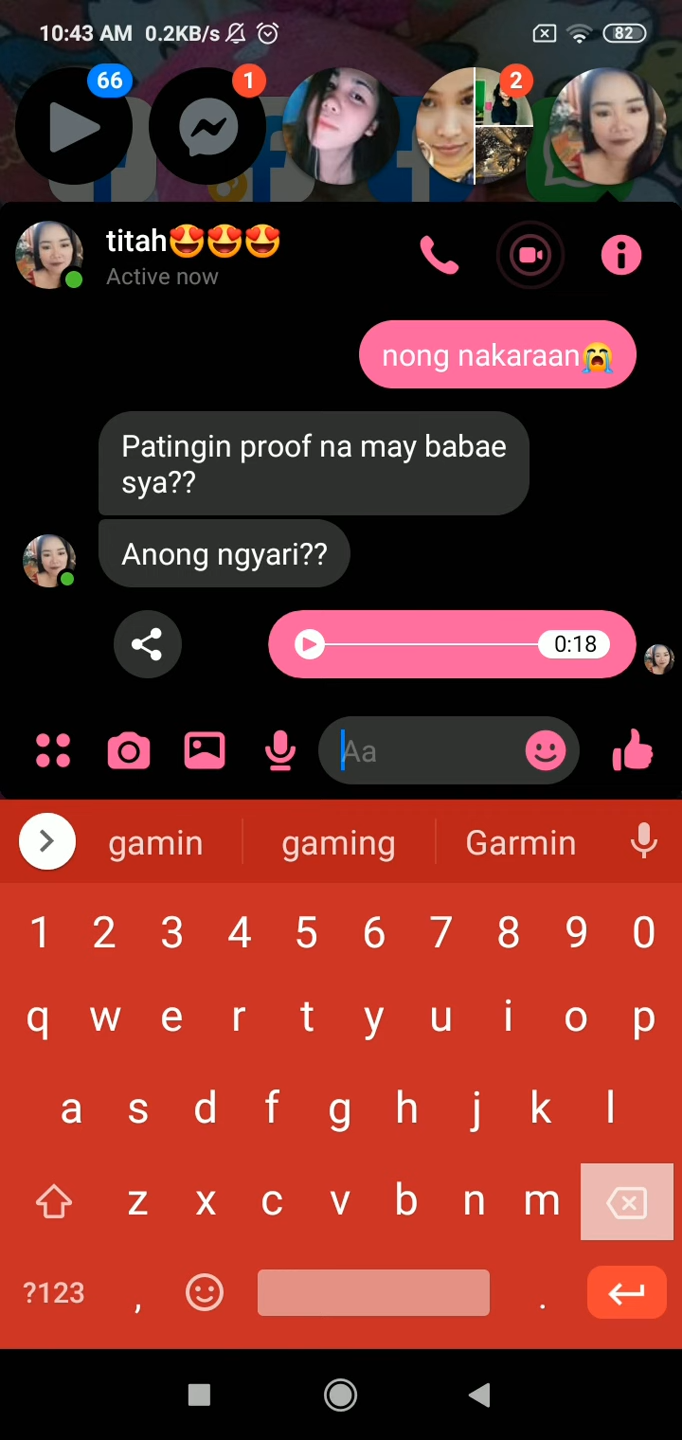 10:43 AM 0.2KB/s 82
66 1 2
titah😍😍😍
Active now
nong nakaraan😭
Patingin proof na may babae
sya??
Anong ngyari??
0:18
Aa
gamin gaming Garmin
1 2 3 4 5 6 7 8 9 0
q w e r t y u i o p
a s d f g h j k l
z x c v b n m
?123 , .